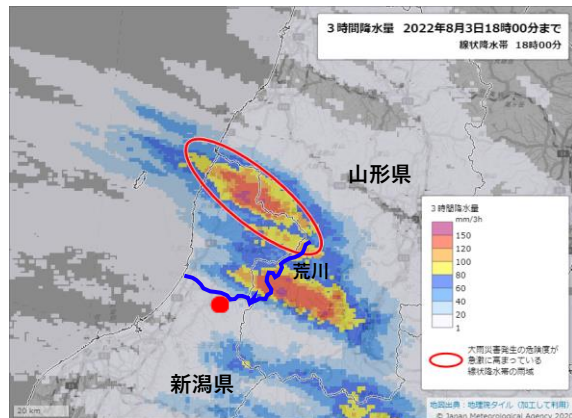 ３時間降水量 2022年8月3日18時00分まで
線状降水帯 18時00分
山形県
荒川
新潟県
３時間降水量
mm/3h
150
120
100
80
60
40
20
1
大雨災害発生の危険度が
急激に高まっている
線状降水帯の雨域
20 km
地図出典：地理院タイル（加工して利用）
© Japan Meteorological Agency